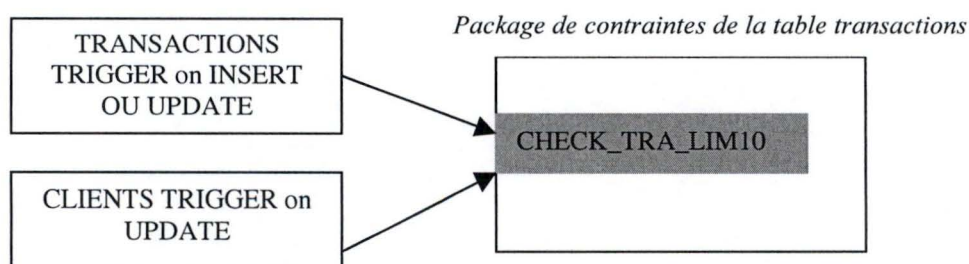 Package de contraintes de la table transactions
TRANSACTIONS
TRIGGER on INSERT
OU UPDATE
CHECK_TRA_LIM10
CLIENTS TRIGGER on
UPDATE